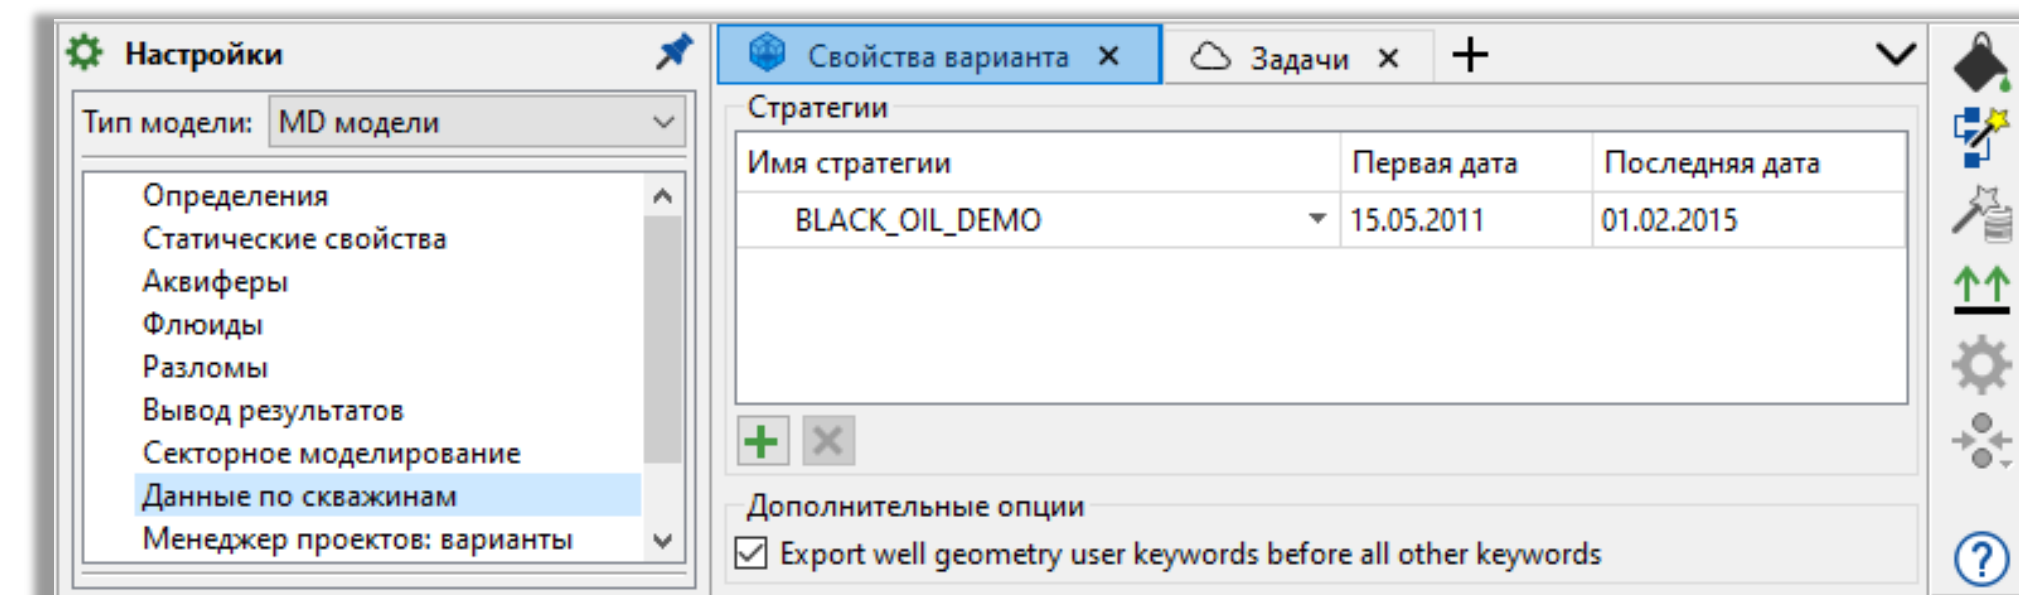 Настройки
Тип модели: MD модели
Определения
Статические свойства
Аквиферы
Флюиды
Разломы
Вывод результатов
Секторное моделирование
Данные по скважинам
Менеджер проектов: варианты
Свойства варианта
Задачи
Стратегии
Имя стратегии Первая дата Последняя дата
BLACK_OIL_DEMO 15.05.2011 01.02.2015
Дополнительные опции
Export well geometry user keywords before all other keywords